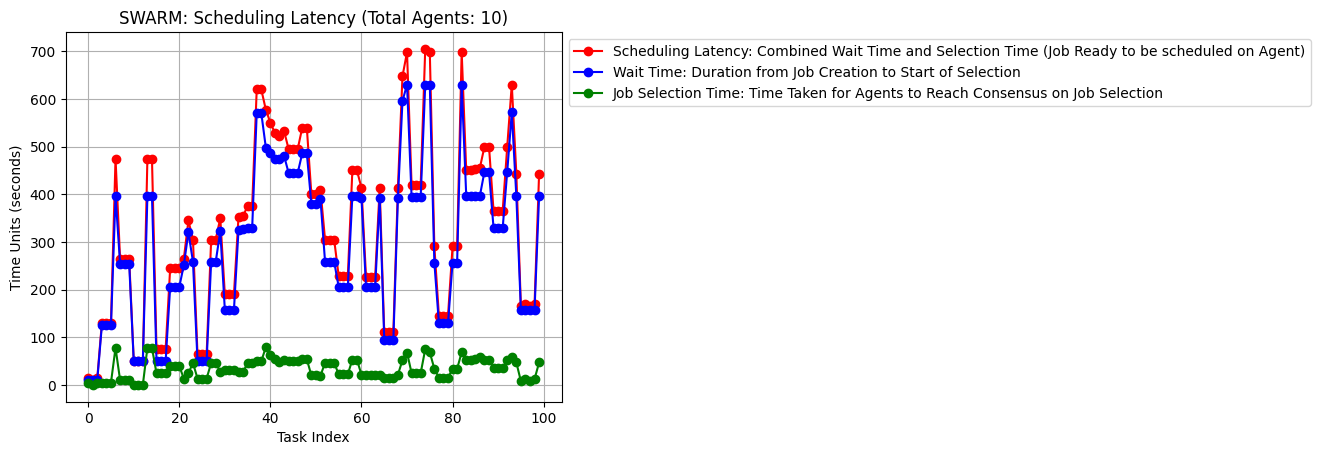 SWARM: Scheduling Latency (Total Agents: 10)
Scheduling Latency: Combined Wait Time and Selection Time (Job Ready to be scheduled on Agent)
Wait Time: Duration from Job Creation to Start of Selection
Job Selection Time: Time Taken for Agents to Reach Consensus on Job Selection
Time Units (seconds)
700
600
500
400
300
200
100
0
0 20 40 60 80 100
Task Index